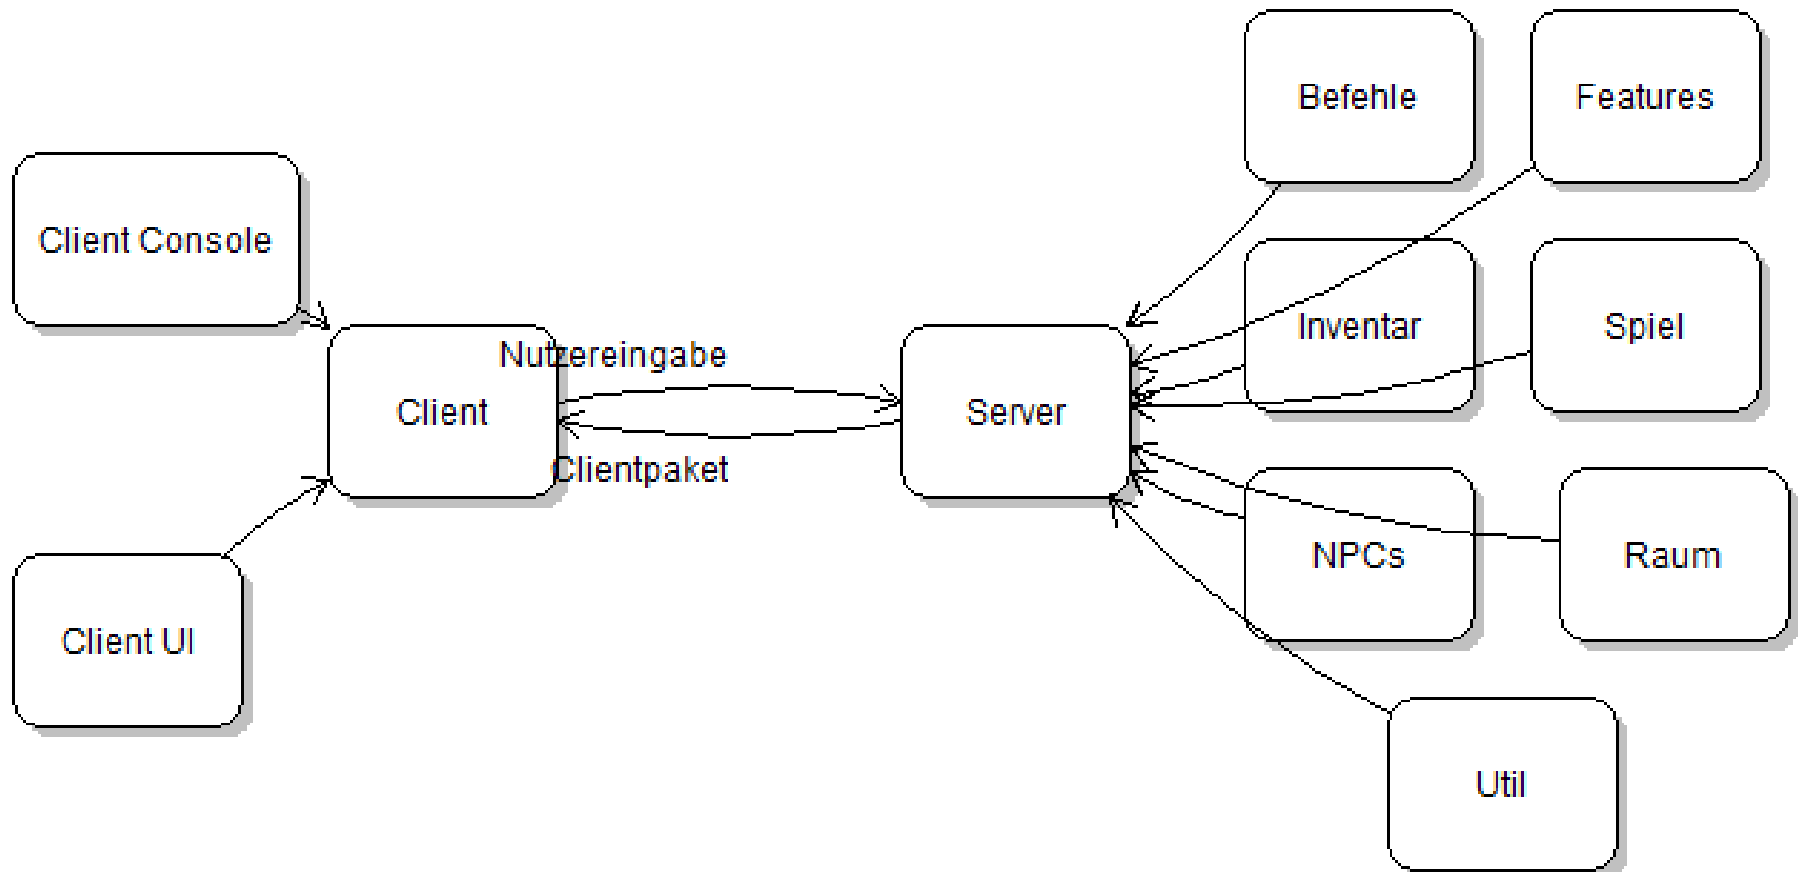 Befehle
Features
Client Console
Inventar
Spiel
Nutzereingabe
Client
Server
Clientpaket
NPCs
Raum
Client UI
Util